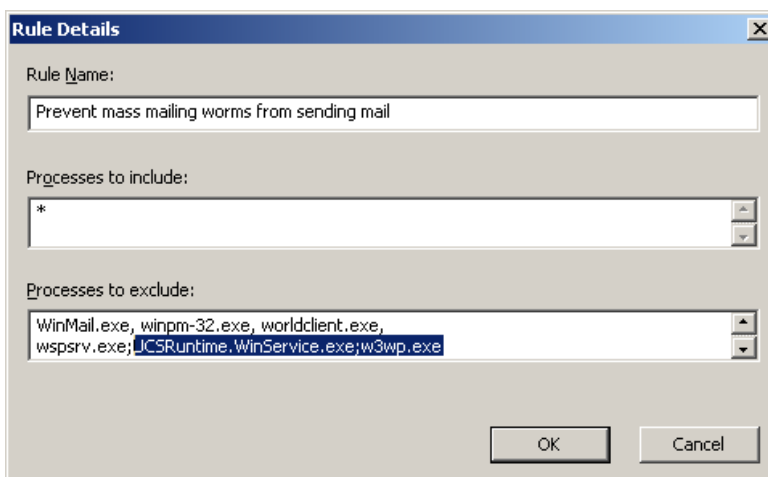 Rule Details
Rule Name:
Prevent mass mailing worms from sending mail
Processes to include:
*
Processes to exclude:
WinMail.exe, winpm-32.exe, worldclient.exe,
wspsrv.exe;JCSRuntime.WinService.exe;w3wp.exe
OK
Cancel